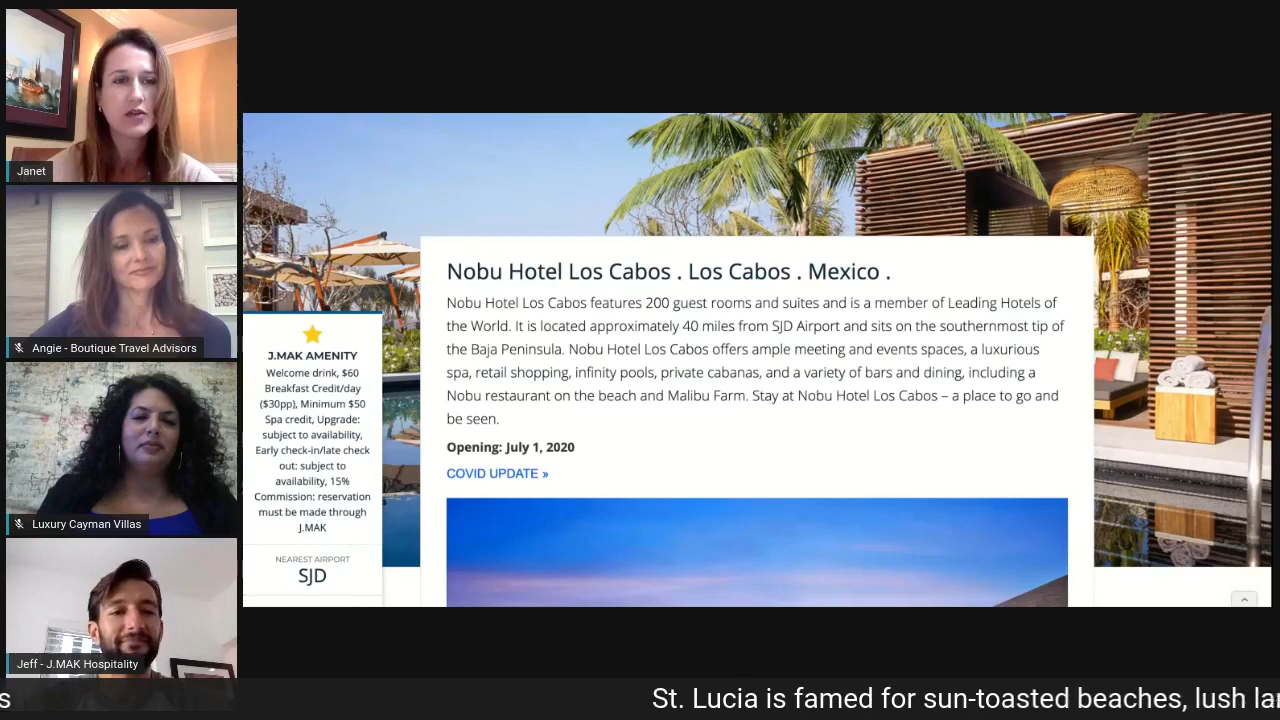 Janet
Angie - Boutique Travel Advisors
Luxury Cayman Villas
Jeff - J.MAK Hospitality
J.MAK AMENITY
Welcome drink, $60
Breakfast Credit/day
($30pp), Minimum $50
Spa credit, Upgrade:
subject to availability,
Early check-in/late check
out: subject to
availability, 15%
Commission: reservation
must be made through
J.MAK
NEAREST AIRPORT
SJD
Nobu Hotel Los Cabos . Los Cabos . Mexico .
Nobu Hotel Los Cabos features 200 guest rooms and suites and is a member of Leading Hotels of
the World. It is located approximately 40 miles from SJD Airport and sits on the southernmost tip of
the Baja Peninsula. Nobu Hotel Los Cabos offers ample meeting and events spaces, a luxurious
spa, retail shopping, infinity pools, private cabanas, and a variety of bars and dining, including a
Nobu restaurant on the beach and Malibu Farm. Stay at Nobu Hotel Los Cabos – a place to go and
be seen.
Opening: July 1, 2020
COVID UPDATE »
s St. Lucia is famed for sun-toasted beaches, lush